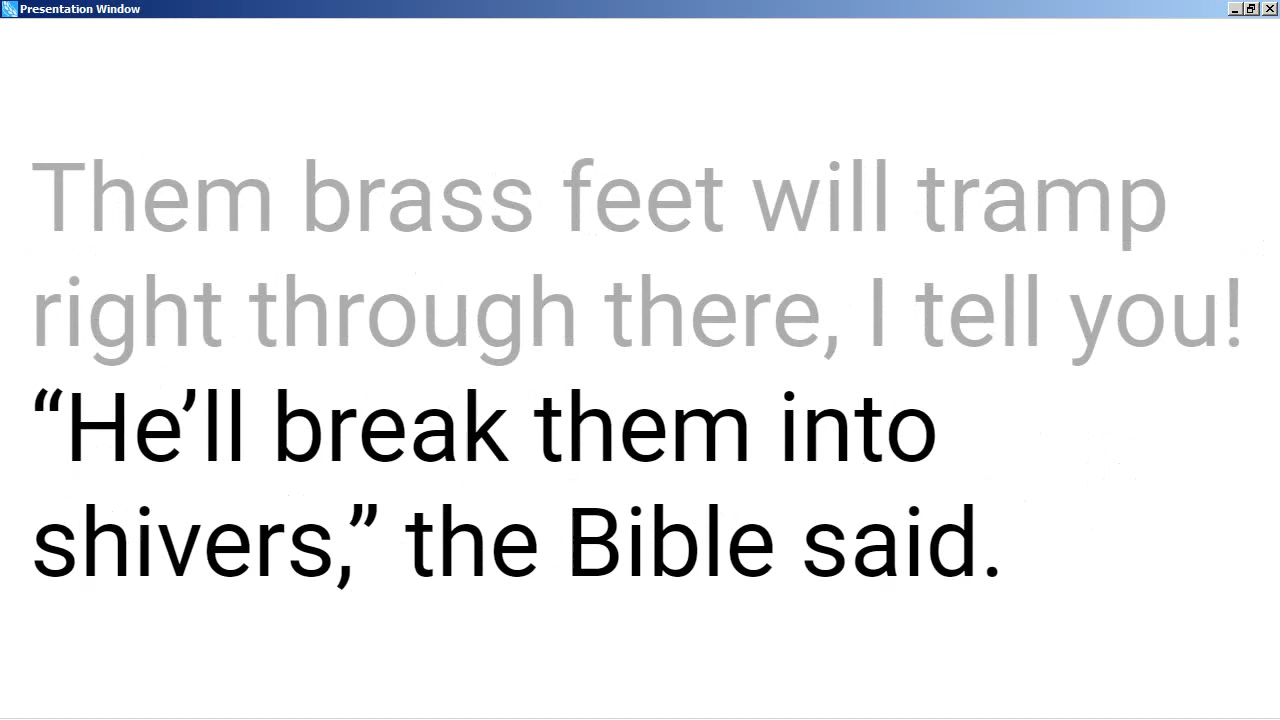 Presentation Window
Them brass feet will tramp
right through there, I tell you!
“He’ll break them into
shivers,” the Bible said.